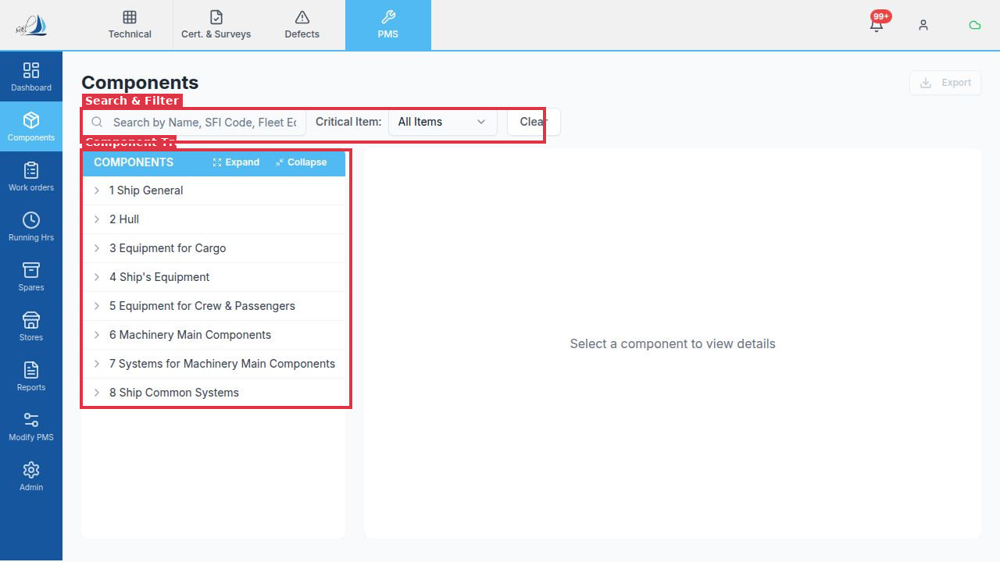 sail
Technical
Cert. & Surveys
Defects
PMS
99+
Dashboard
Components
Work orders
Running Hrs
Spares
Stores
Reports
Modify PMS
Admin
Components
Export
Search & Filter
Search by Name, SFI Code, Fleet Ec
Critical Item:
All Items
Clear
Component Tr
COMPONENTS
Expand
Collapse
1 Ship General
2 Hull
3 Equipment for Cargo
4 Ship's Equipment
5 Equipment for Crew & Passengers
6 Machinery Main Components
7 Systems for Machinery Main Components
8 Ship Common Systems
Select a component to view details